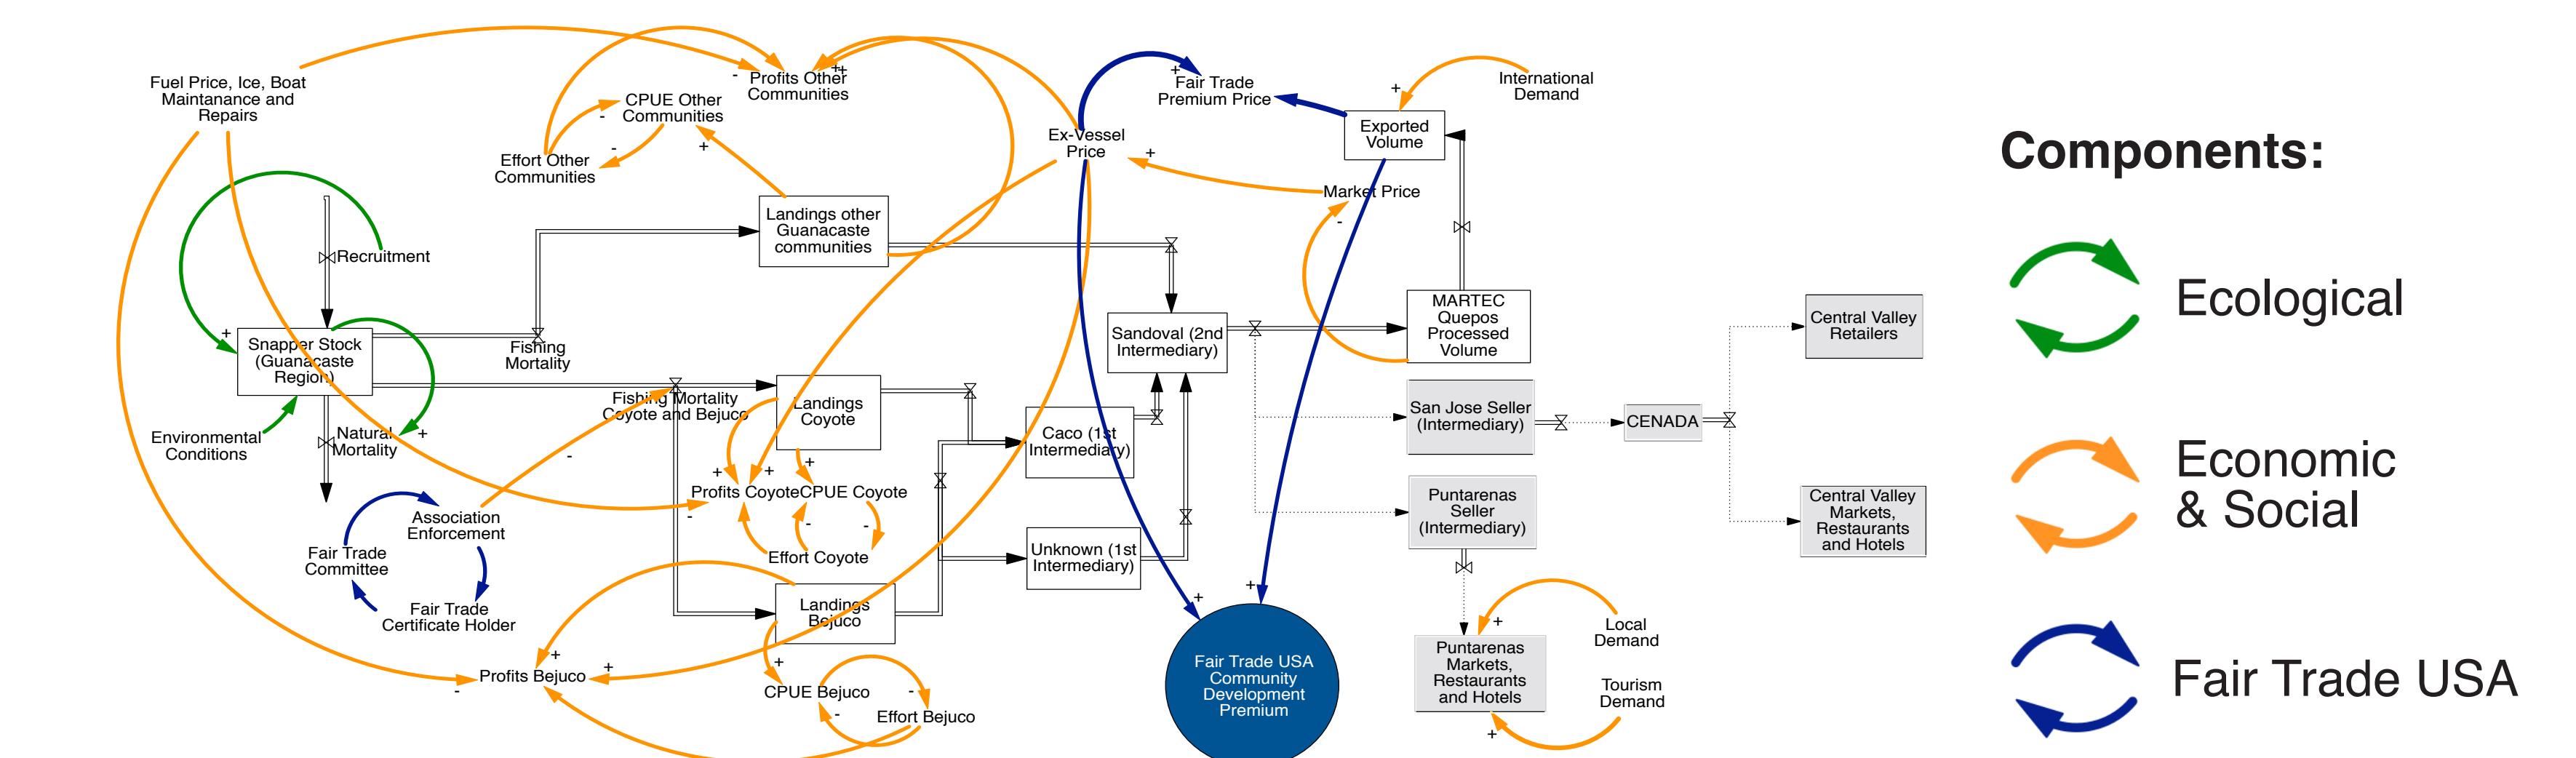 Fuel Price, Ice, Boat
Maintanance and
Repairs
Profits Other
Communities
CPUE Other
Communities
Effort Other
Communities
Ex-Vessel
Price
Fair Trade
Premium Price
Exported
Volume
International
Demand
Market Price
Landings other
Guanacaste
communities
Recruitment
Snapper Stock
(Guanacaste
Region)
Fishing
Mortality
Fishing Mortality
Coyote and Bejuco
Environmental
Conditions
Natural
Mortality
Landings
Coyote
Sandoval (2nd
Intermediary)
MARTEC
Quepos
Processed
Volume
Caco (1st
Intermediary)
San Jose Seller
(Intermediary)
CENADA
Central Valley
Retailers
Central Valley
Markets,
Restaurants
and Hotels
Puntarenas
Seller
(Intermediary)
Profits Coyote
CPUE Coyote
Effort Coyote
Association
Enforcement
Fair Trade
Committee
Fair Trade
Certificate Holder
Unknown (1st
Intermediary)
Landings
Bejuco
Profits Bejuco
CPUE Bejuco
Effort Bejuco
Fair Trade USA
Community
Development
Premium
Puntarenas
Markets,
Restaurants
and Hotels
Local
Demand
Tourism
Demand
Components:
Ecological
Economic
& Social
Fair Trade USA